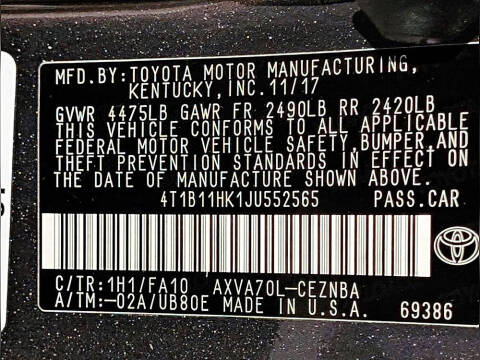 MFD.BY:TOYOTA MOTOR MANUFACTURING,
KENTUCKY,INC.11/17
GVWR 4475LB GAWR FR 2490LB RR 2420LB
THIS VEHICLE CONFORMS TO ALL APPLICABLE
FEDERAL MOTOR VEHICLE SAFETY,BUMPER,AND
THEFT PREVENTION STANDARDS IN EFFECT ON
THE DATE OF MANUFACTURE SHOWN ABOVE.
4T1B11HK1JU552565 PASS.CAR
C/TR:1H1/FA10 AXVA70L-CEZNBA
A/TM:-02A/UB80E MADE IN U.S.A. 69386